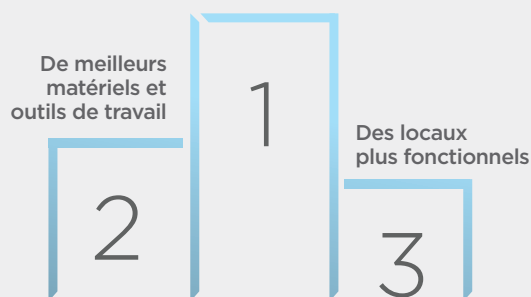 De meilleurs
matériels et
outils de travail
1
Des locaux
plus fonctionnels
2
3